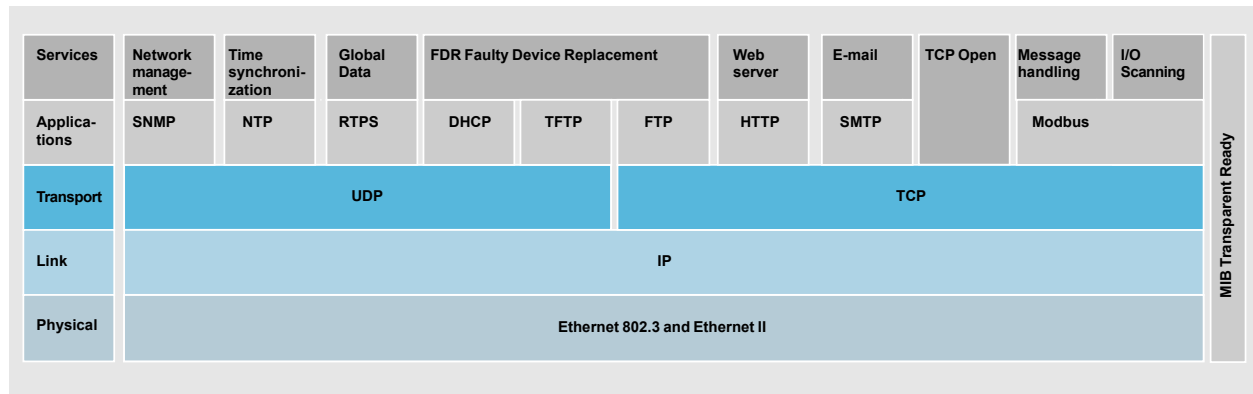 Services
Network
manage-
ment
Time
synchroni-
zation
Global
Data
FDR Faulty Device Replacement
Web
server
E-mail
TCP Open
Message
handling
I/O
Scanning
Applica-
tions
SNMP
NTP
RTPS
DHCP
TFTP
FTP
HTTP
SMTP
Modbus
Transport
UDP
TCP
Link
IP
Physical
Ethernet 802.3 and Ethernet II
MIB Transparent Ready